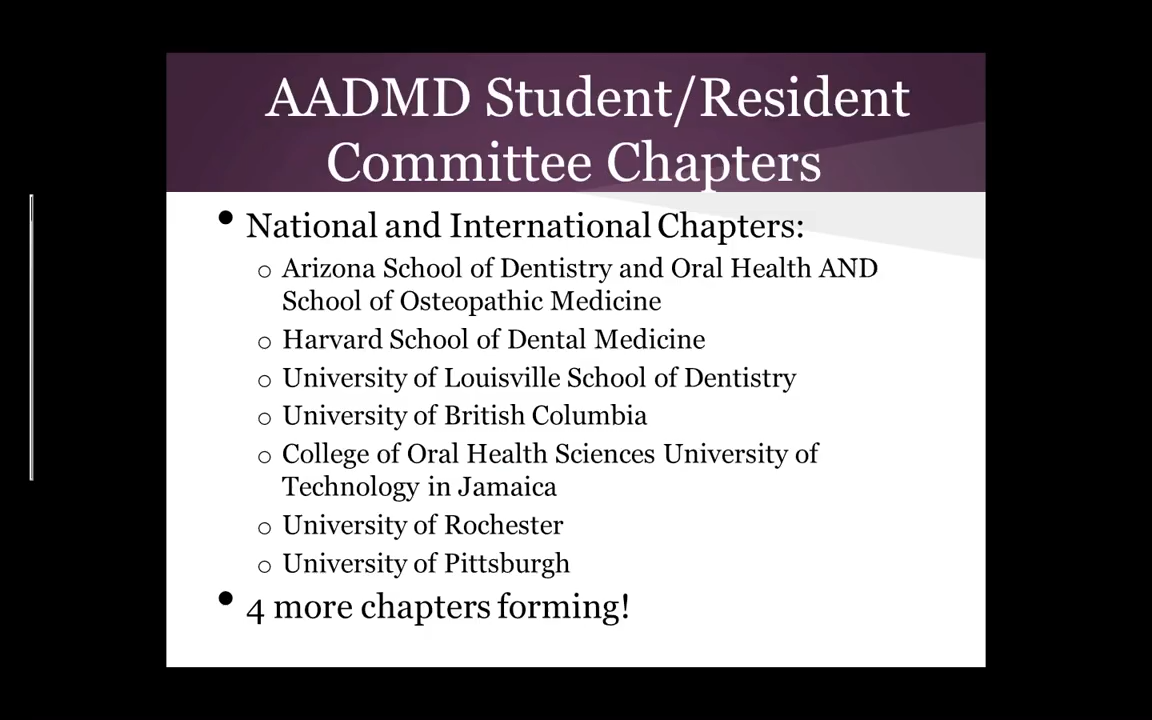 AADMD Student/Resident
Committee Chapters
• National and International Chapters:
o Arizona School of Dentistry and Oral Health AND
School of Osteopathic Medicine
o Harvard School of Dental Medicine
o University of Louisville School of Dentistry
o University of British Columbia
o College of Oral Health Sciences University of
Technology in Jamaica
o University of Rochester
o University of Pittsburgh
• 4 more chapters forming!